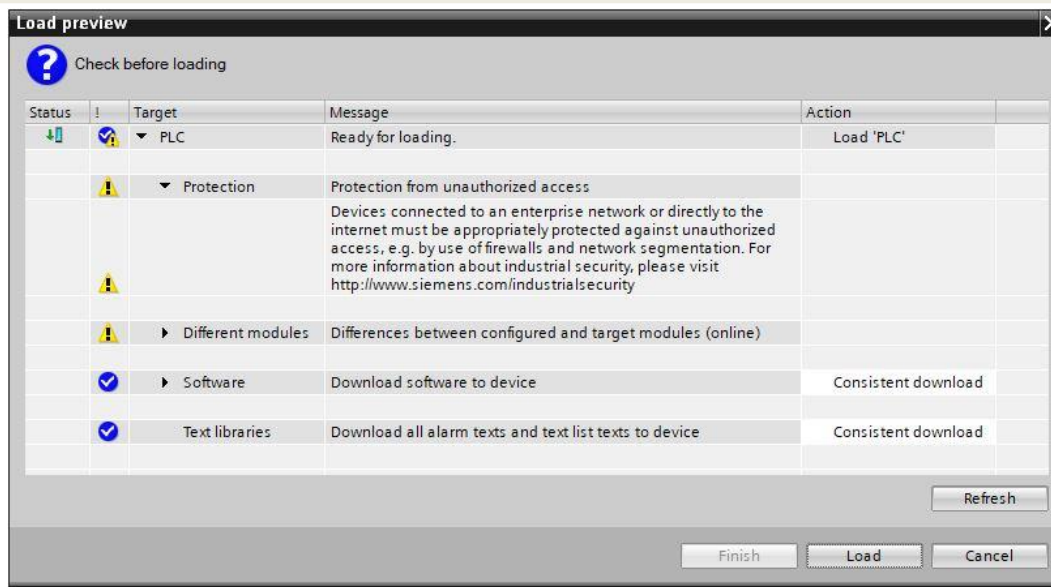 Load preview
Check before loading
Status ! Target Message Action
PLC Ready for loading. Load 'PLC'
Protection Protection from unauthorized access
Devices connected to an enterprise network or directly to the
internet must be appropriately protected against unauthorized
access, e.g. by use of firewalls and network segmentation. For
more information about industrial security, please visit
http://www.siemens.com/industrialsecurity
Different modules Differences between configured and target modules (online)
Software Download software to device Consistent download
Text libraries Download all alarm texts and text list texts to device Consistent download
Refresh
Finish Load Cancel